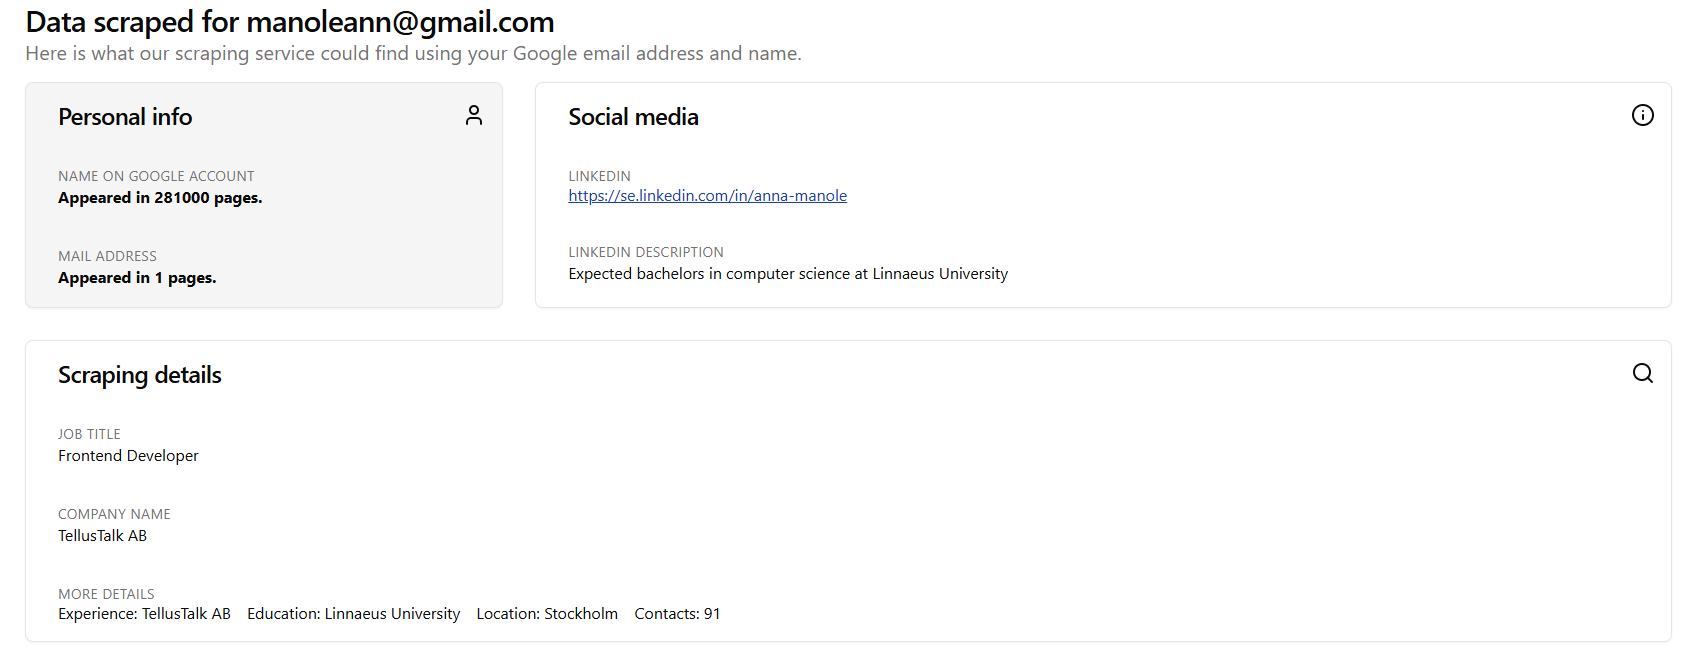 Data scraped for manoleann@gmail.com
Here is what our scraping service could find using your Google email address and name.
Personal info
NAME ON GOOGLE ACCOUNT
Appeared in 281000 pages.
MAIL ADDRESS
Appeared in 1 pages.
Social media
LINKEDIN
https://se.linkedin.com/in/anna-manole
LINKEDIN DESCRIPTION
Expected bachelors in computer science at Linnaeus University
Scraping details
JOB TITLE
Frontend Developer
COMPANY NAME
TellusTalk AB
MORE DETAILS
Experience: TellusTalk AB Education: Linnaeus University Location: Stockholm Contacts: 91